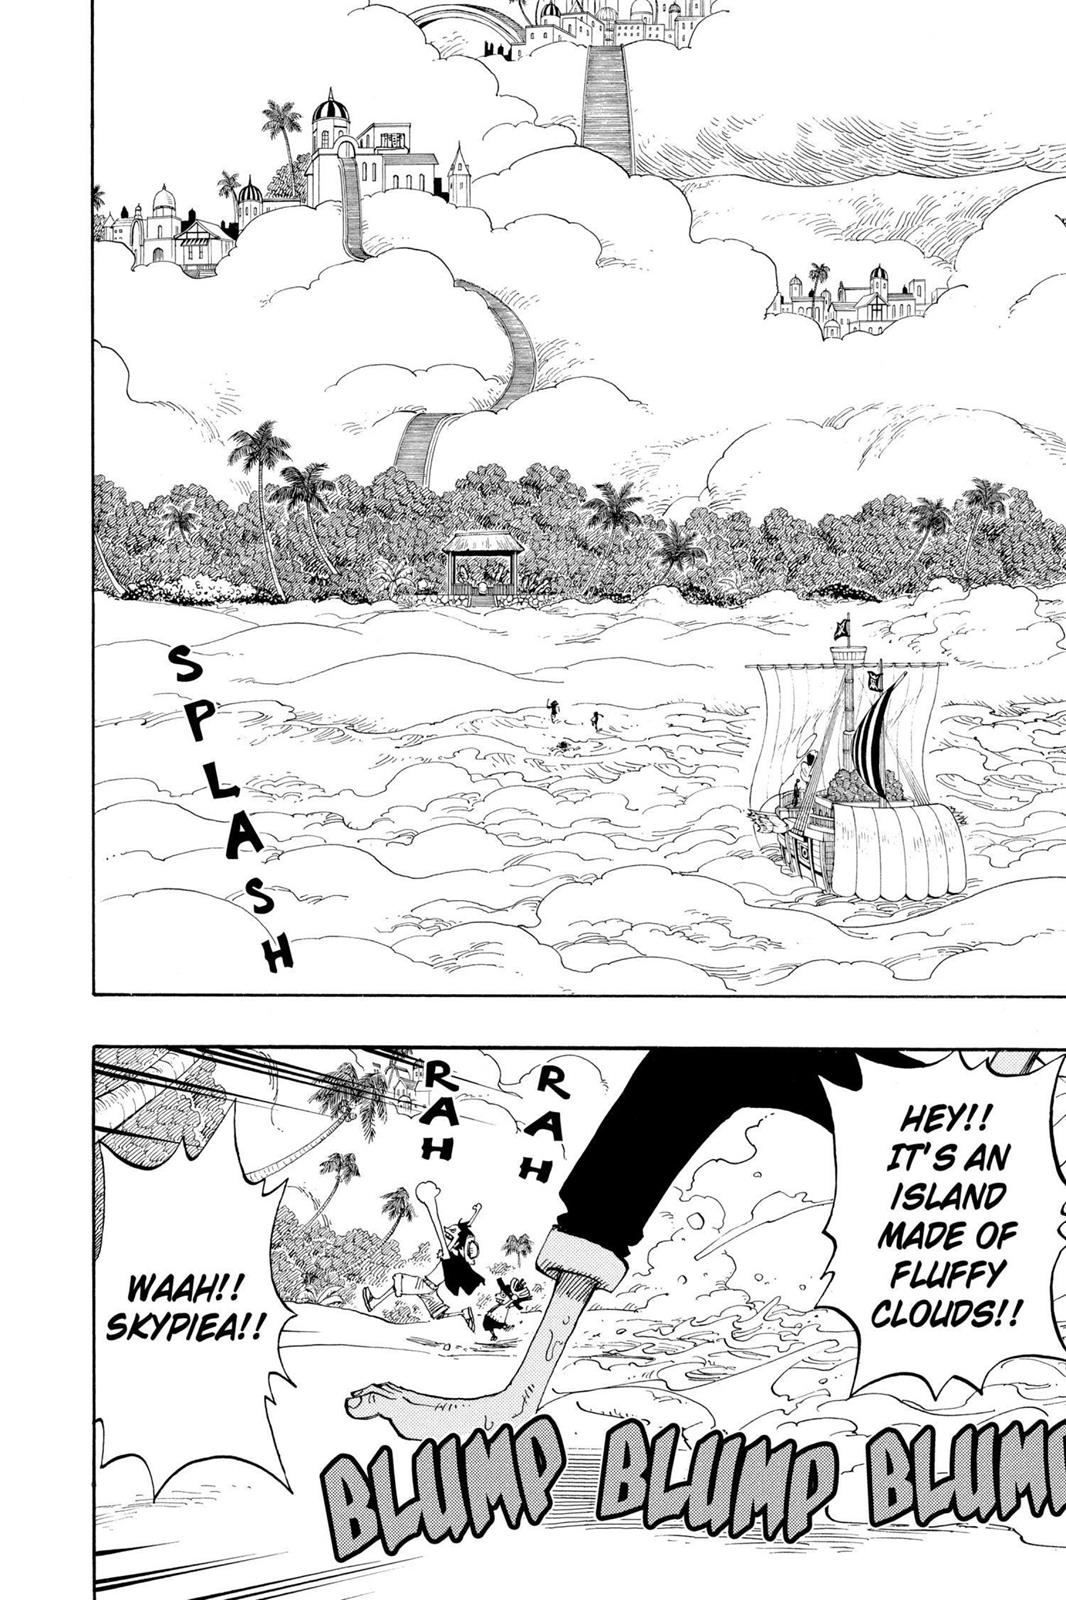 SPLASH
HEY!!
IT'S AN
ISLAND
MADE OF
FLUFFY
CLOUDS!!
RAH
RAH
WAAH!!
SKYPIEA!!
BLUMP BLUMP BLUMP